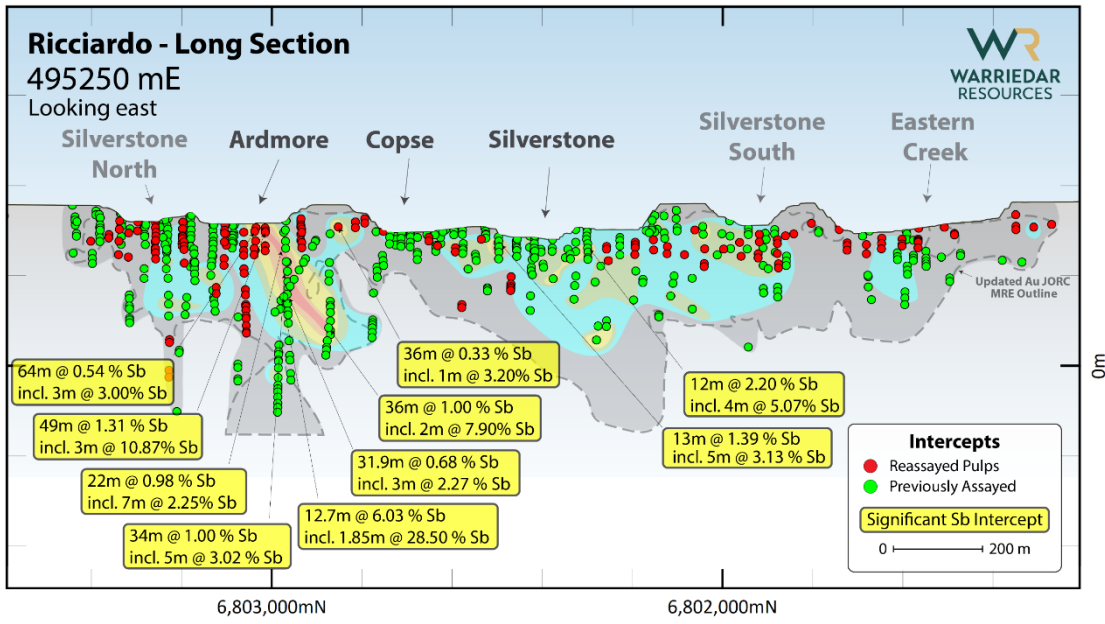 Ricciardo - Long Section
495250 mE
Looking east
WR
WARRIEDAR
RESOURCES
Silverstone
North
Ardmore
Copse
Silverstone
Silverstone
South
Eastern
Creek
Updated Au JORC
MRE Outline
0m
64m @ 0.54 % Sb
incl. 3m @ 3.00% Sb
49m @ 1.31 % Sb
incl. 3m @ 10.87% Sb
22m @ 0.98 % Sb
incl. 7m @ 2.25% Sb
34m @ 1.00 % Sb
incl. 5m @ 3.02 % Sb
12.7m @ 6.03 % Sb
incl. 1.85m @ 28.50 % Sb
31.9m @ 0.68 % Sb
incl. 3m @ 2.27 % Sb
36m @ 1.00 % Sb
incl. 2m @ 7.90% Sb
36m @ 0.33 % Sb
incl. 1m @ 3.20% Sb
12m @ 2.20 % Sb
incl. 4m @ 5.07% Sb
13m @ 1.39 % Sb
incl. 5m @ 3.13 % Sb
Intercepts
Reassayed Pulps
Previously Assayed
Significant Sb Intercept
0 200 m
6,803,000mN
6,802,000mN